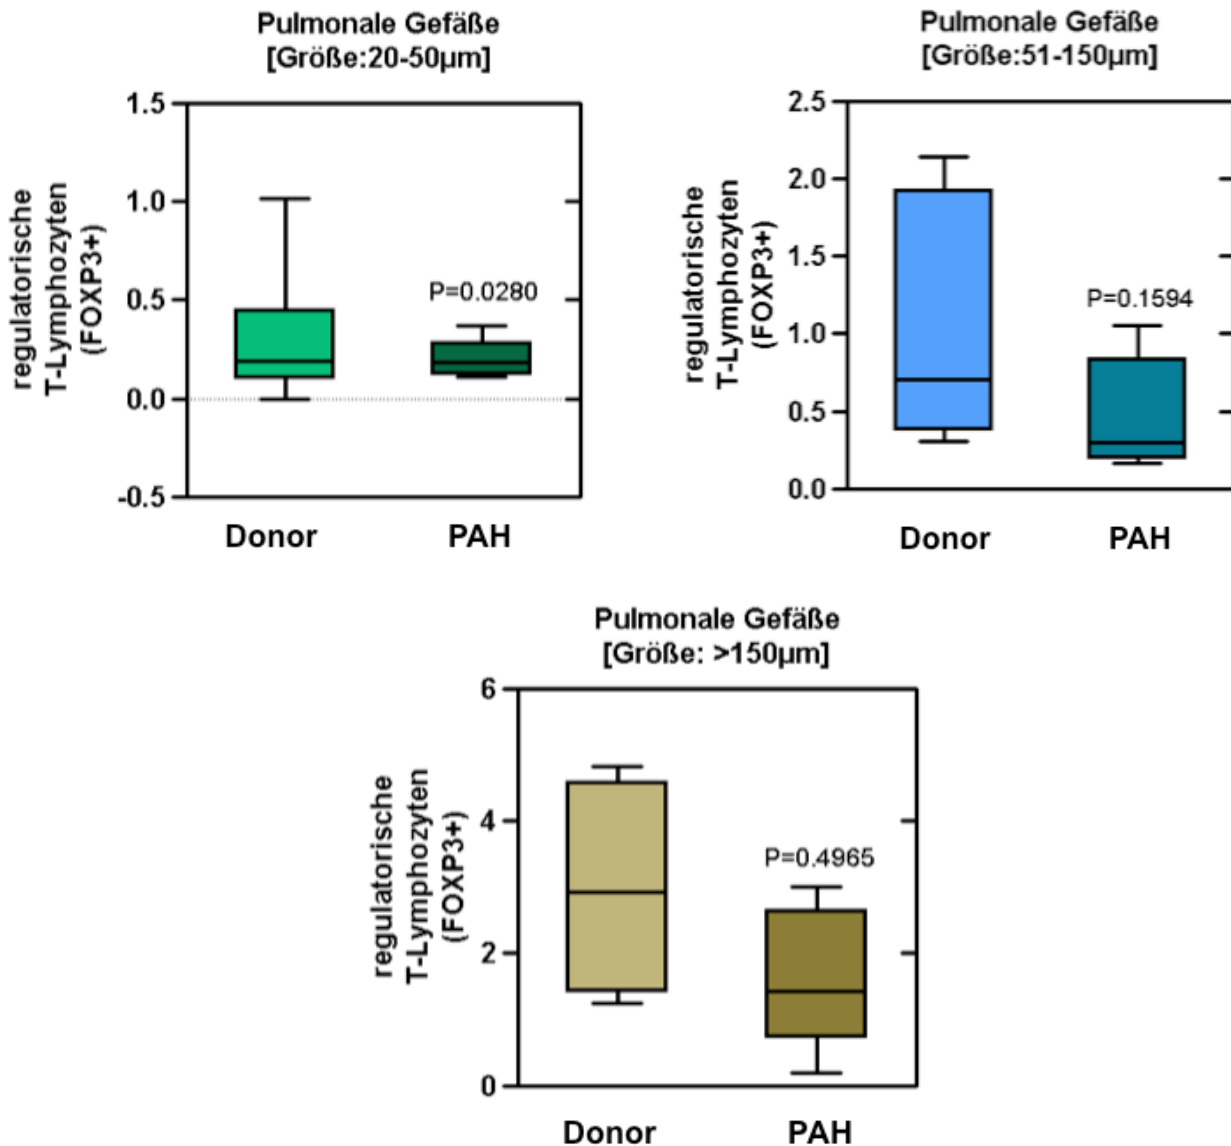 Pulmonale Gefäße
[Größe:20-50µm]
regulatorische
T-Lymphozyten
(FOXP3+)
1.5
1.0
0.5
0.0
-0.5
P=0.0280
Donor
PAH
Pulmonale Gefäße
[Größe:51-150µm]
regulatorische
T-Lymphozyten
(FOXP3+)
2.5
2.0
1.5
1.0
0.5
0.0
P=0.1594
Donor
PAH
Pulmonale Gefäße
[Größe: >150µm]
regulatorische
T-Lymphozyten
(FOXP3+)
6
4
2
0
P=0.4965
Donor
PAH